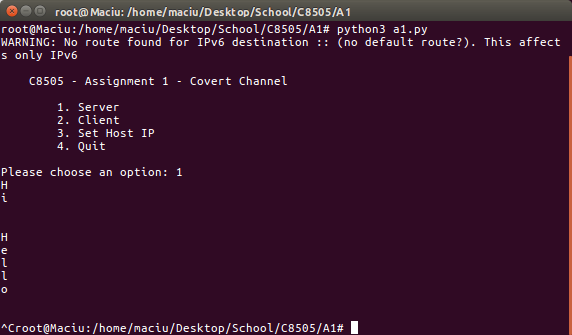 root@Maciu: /home/maciu/Desktop/School/C8505/A1
root@Maciu:/home/maciu/Desktop/School/C8505/A1# python3 a1.py
WARNING: No route found for IPv6 destination :: (no default route?). This affect
s only IPv6
C8505 - Assignment 1 - Covert Channel
1. Server
2. Client
3. Set Host IP
4. Quit
Please choose an option: 1
H
i
H
e
l
l
o
^Croot@Maciu:/home/maciu/Desktop/School/C8505/A1#